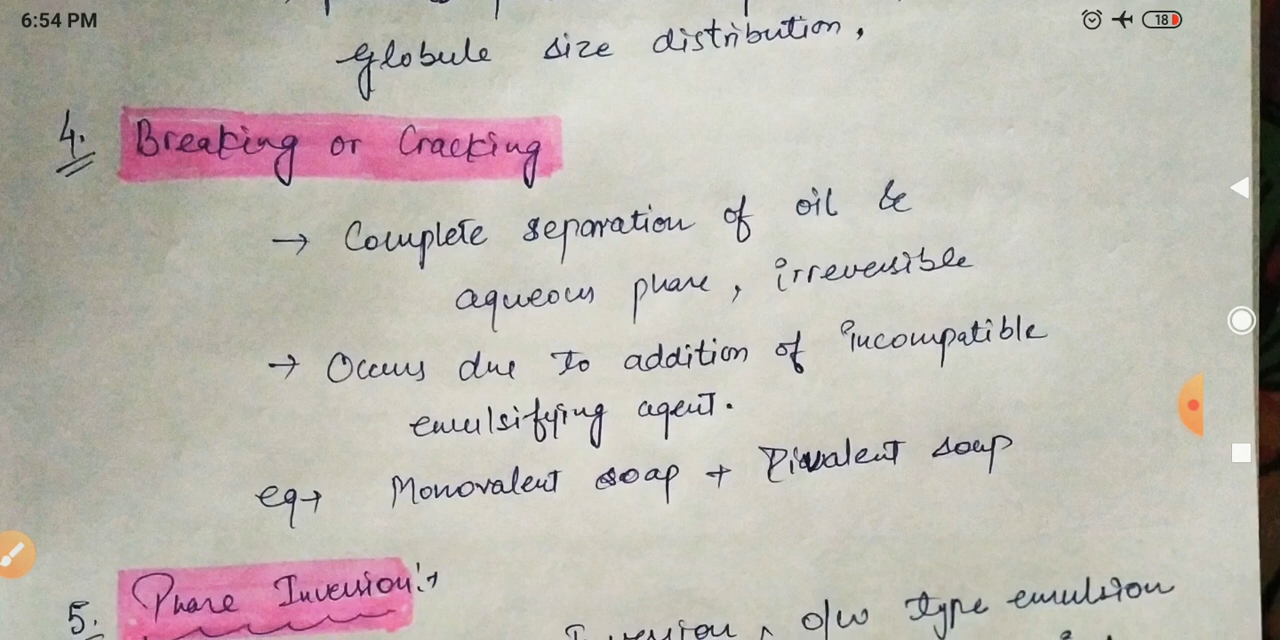 6:54 PM
18
globule size distribution,
4. Breaking or Cracking
→ Complete separation of oil &
aqueous phase, irreversible
→ Occurs due to addition of incompatible
emulsifying agent.
eg→ Monovalent soap + Divalent soap
5. Phase Inversion:→
o/w type emulsion